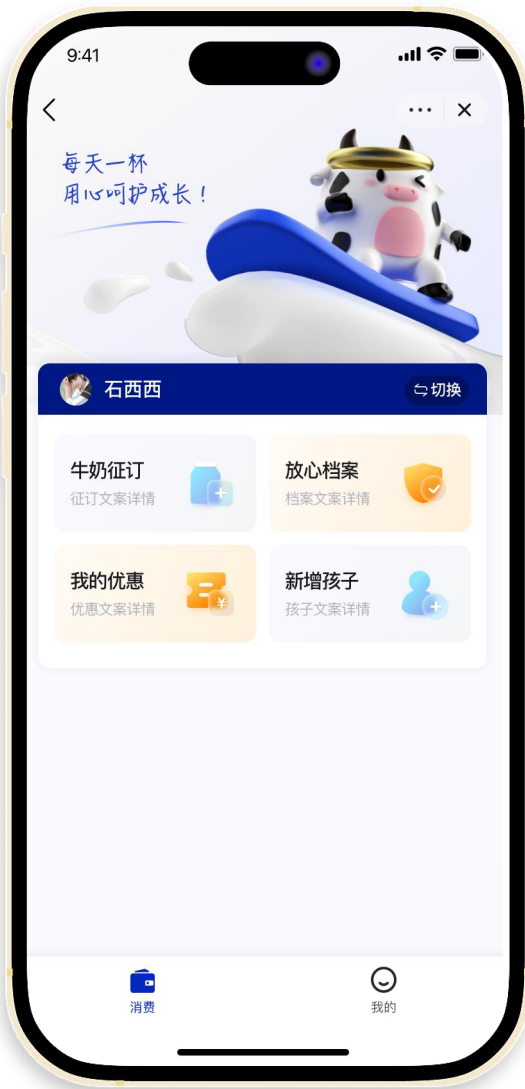 9:41
每天一杯
用心呵护成长！
石西西
切换
牛奶征订
征订文案详情
放心档案
档案文案详情
我的优惠
优惠文案详情
新增孩子
孩子文案详情
消费
我的